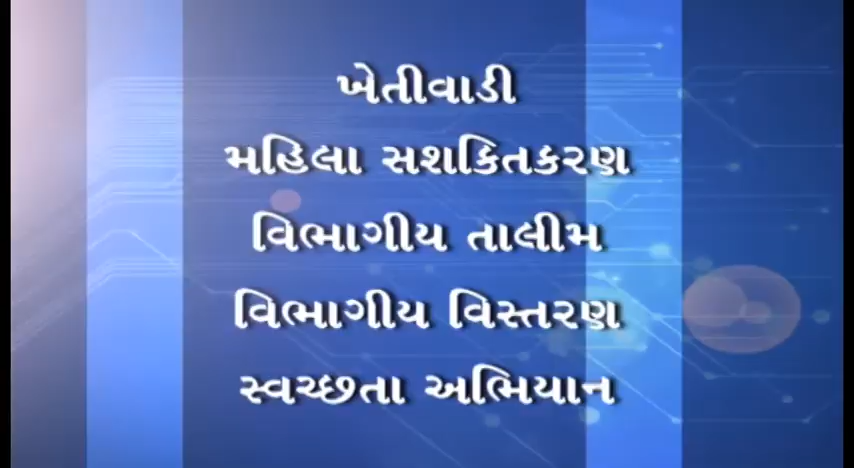 ખેતીવાડી
મહિલા સશકિતકરણ
વિભાગીય તાલીમ
વિભાગીય વિસ્તરણ
સ્વચ્છતા અભિયાન